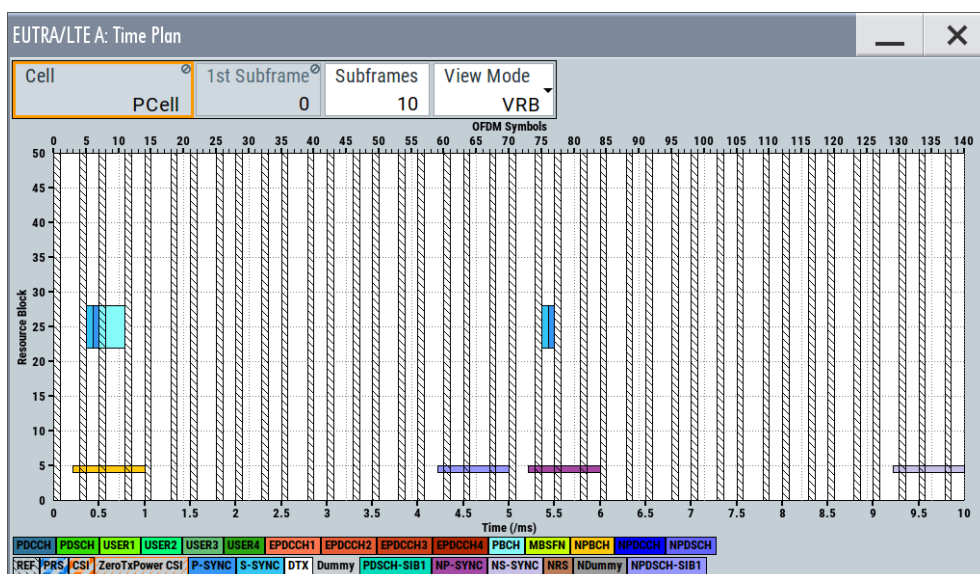 EUTRA/LTE A: Time Plan
Cell 1st Subframe Subframes View Mode
PCell 0 10 VRB
OFDM Symbols
0 5 10 15 20 25 30 35 40 45 50 55 60 65 70 75 80 85 90 95 100 105 110 115 120 125 130 135 140
50
45
40
35
30
25
20
15
10
5
0
Resource Block
0 0.5 1 1.5 2 2.5 3 3.5 4 4.5 5 5.5 6 6.5 7 7.5 8 8.5 9 9.5 10
Time (/ms)
PDCCH PDSCH USER1 USER2 USER3 USER4 EPDCCH1 EPDCCH2 EPDCCH3 EPDCCH4 PBCH MBSFN NPBCH NPDCCH NPDSCH
REF PRS CSI ZeroTxPower CSI P-SYNC S-SYNC DTX Dummy PDSCH-SIB1 NP-SYNC NS-SYNC NRS NDummy NPDSCH-SIB1